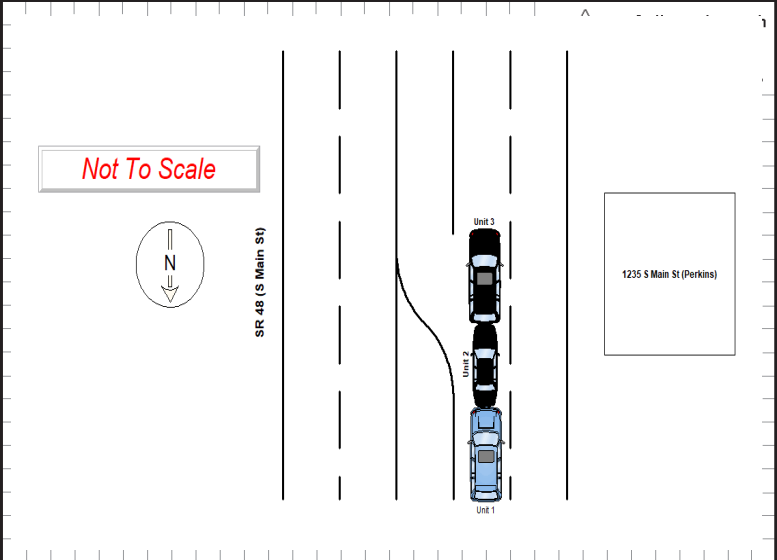 Not To Scale
N
SR 48 (S Main St)
Unit 3
1235 S Main St (Perkins)
Unit 2
Unit 1